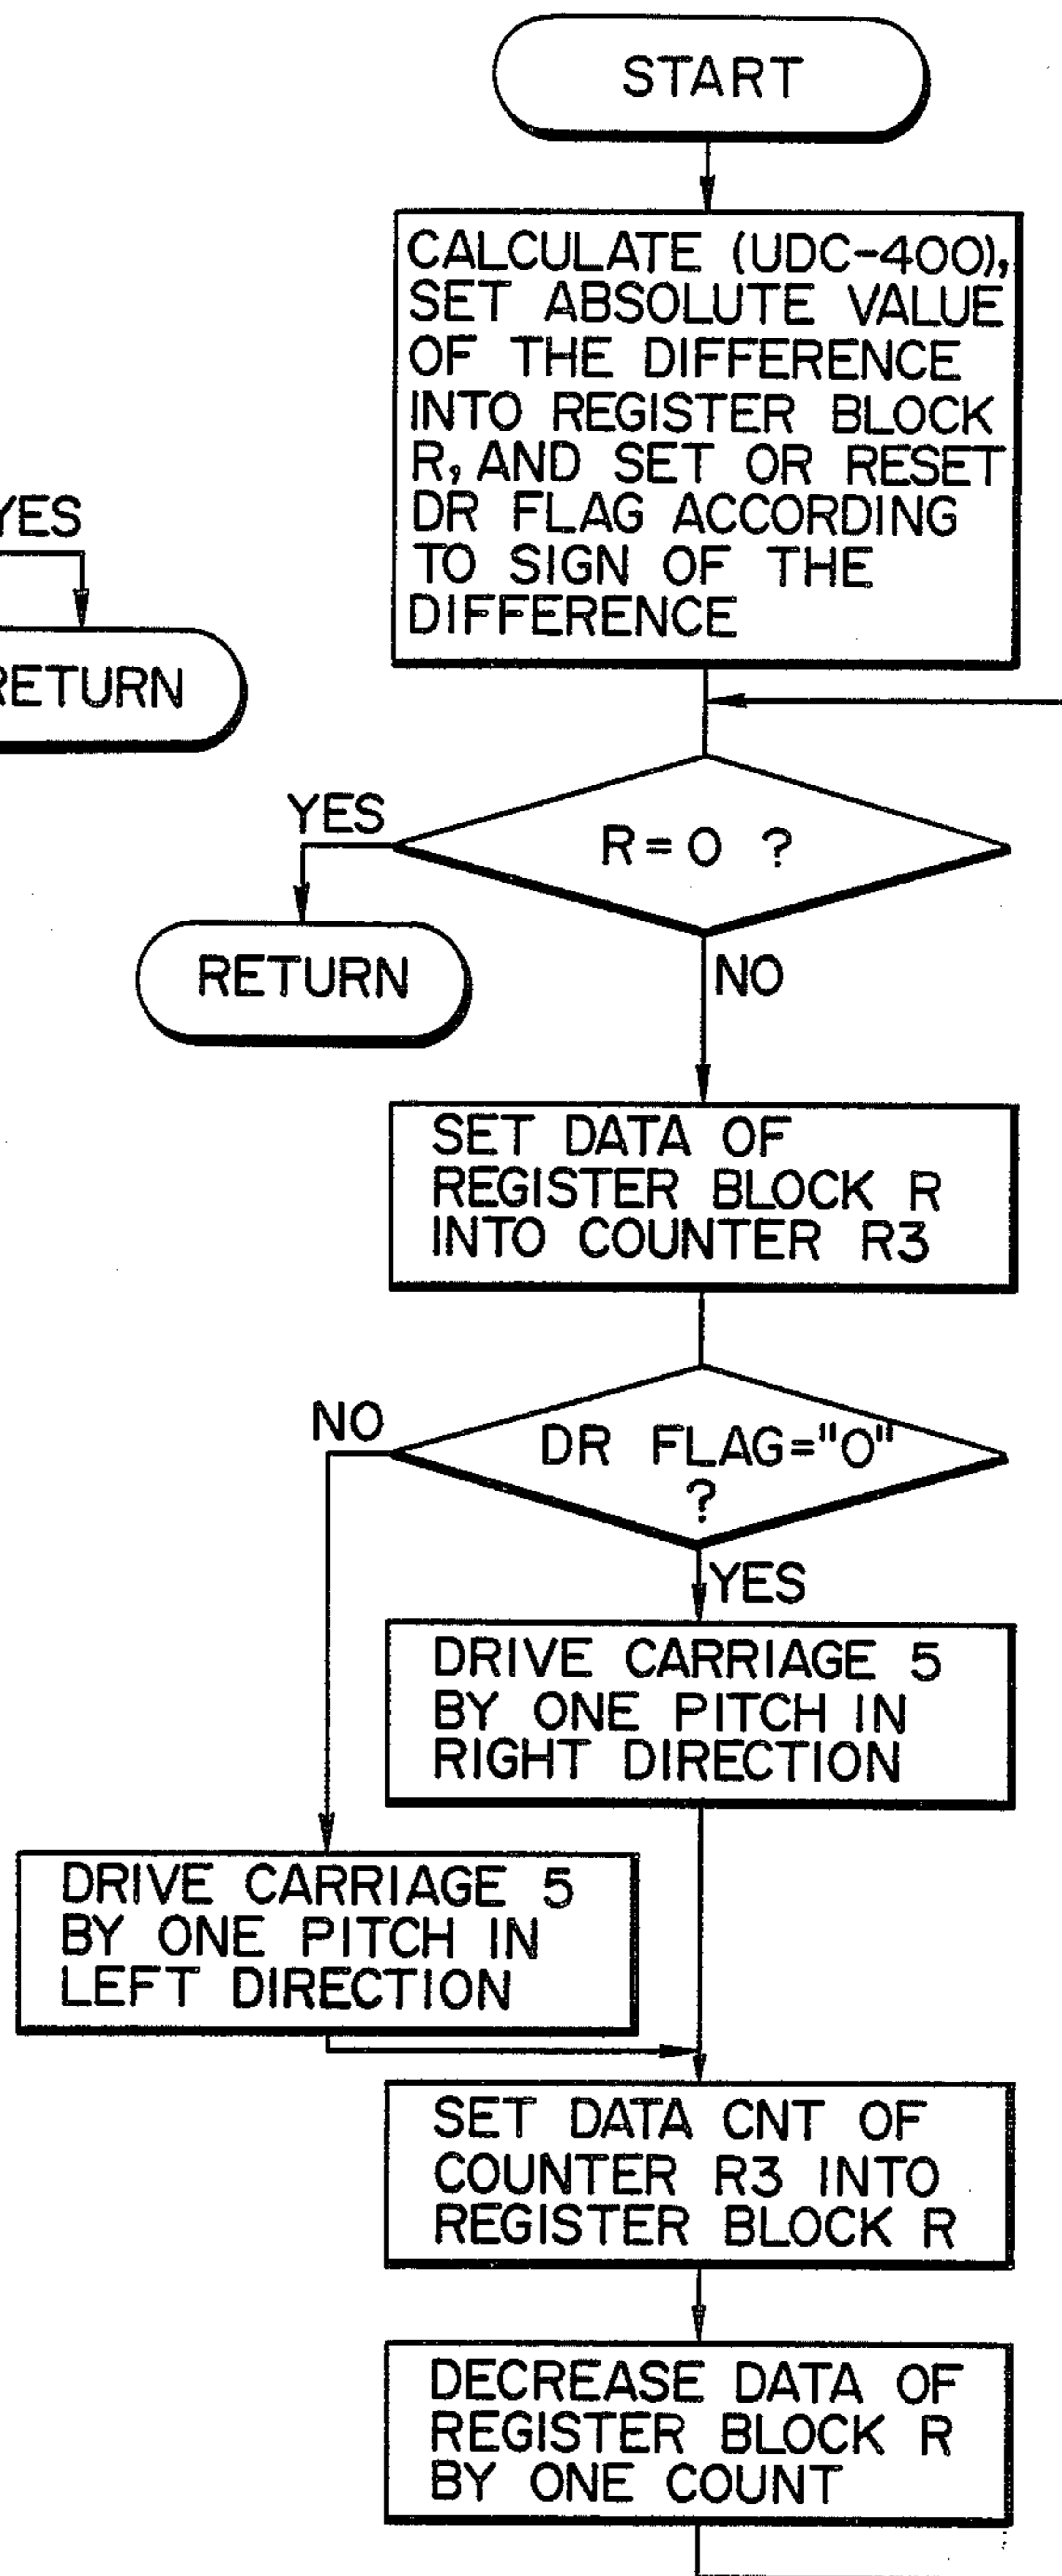 START
CALCULATE (UDC-400),
SET ABSOLUTE VALUE
OF THE DIFFERENCE
INTO REGISTER BLOCK
R, AND SET OR RESET
DR FLAG ACCORDING
TO SIGN OF THE
DIFFERENCE
YES
RETURN
R=0 ?
YES
RETURN
NO
SET DATA OF
REGISTER BLOCK R
INTO COUNTER R3
DR FLAG="0"
?
NO
YES
DRIVE CARRIAGE 5
BY ONE PITCH IN
RIGHT DIRECTION
DRIVE CARRIAGE 5
BY ONE PITCH IN
LEFT DIRECTION
SET DATA CNT OF
COUNTER R3 INTO
REGISTER BLOCK R
DECREASE DATA OF
REGISTER BLOCK R
BY ONE COUNT